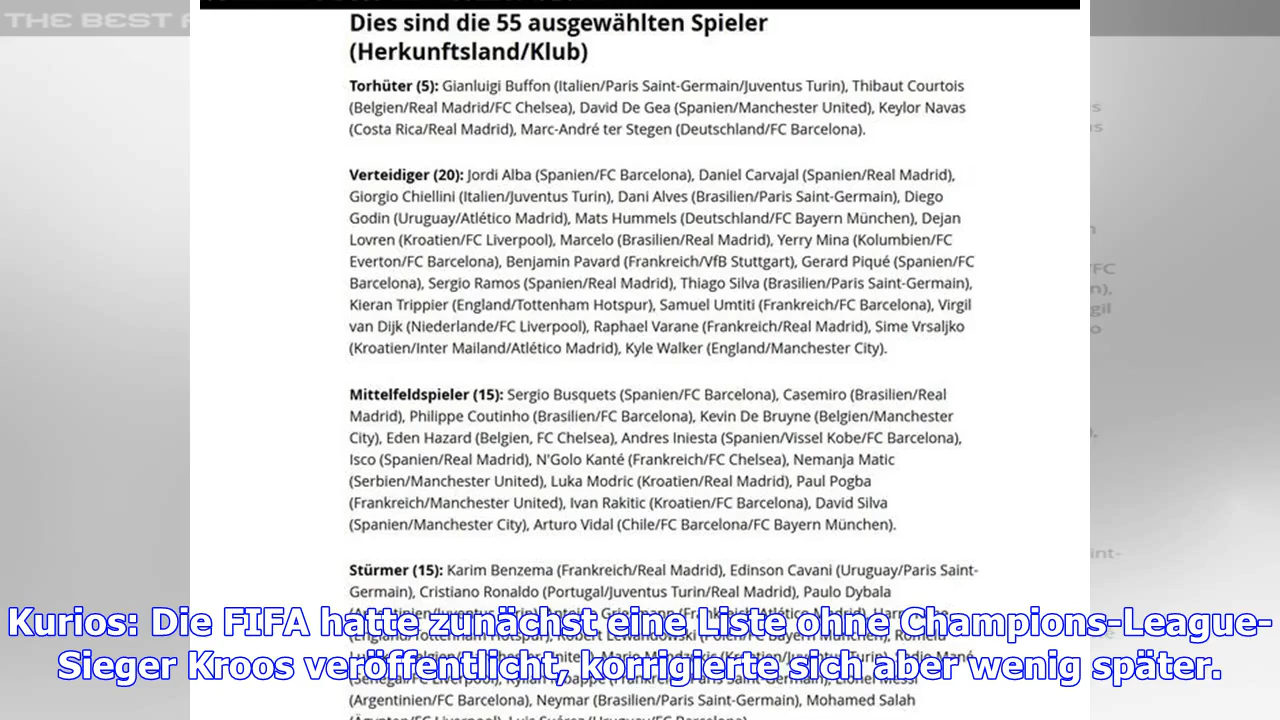 THE BEST F
Dies sind die 55 ausgewählten Spieler
(Herkunftsland/Klub)
Torhüter (5): Gianluigi Buffon (Italien/Paris Saint-Germain/Juventus Turin), Thibaut Courtois
(Belgien/Real Madrid/FC Chelsea), David De Gea (Spanien/Manchester United), Keylor Navas
(Costa Rica/Real Madrid), Marc-André ter Stegen (Deutschland/FC Barcelona).
Verteidiger (20): Jordi Alba (Spanien/FC Barcelona), Daniel Carvajal (Spanien/Real Madrid),
Giorgio Chiellini (Italien/Juventus Turin), Dani Alves (Brasilien/Paris Saint-Germain), Diego
Godin (Uruguay/Atlético Madrid), Mats Hummels (Deutschland/FC Bayern München), Dejan
Lovren (Kroatien/FC Liverpool), Marcelo (Brasilien/Real Madrid), Yerry Mina (Kolumbien/FC
Everton/FC Barcelona), Benjamin Pavard (Frankreich/VfB Stuttgart), Gerard Piqué (Spanien/FC
Barcelona), Sergio Ramos (Spanien/Real Madrid), Thiago Silva (Brasilien/Paris Saint-Germain),
Kieran Trippier (England/Tottenham Hotspur), Samuel Umtiti (Frankreich/FC Barcelona), Virgil
van Dijk (Niederlande/FC Liverpool), Raphael Varane (Frankreich/Real Madrid), Sime Vrsaljko
(Kroatien/Inter Mailand/Atlético Madrid), Kyle Walker (England/Manchester City).
Mittelfeldspieler (15): Sergio Busquets (Spanien/FC Barcelona), Casemiro (Brasilien/Real
Madrid), Philippe Coutinho (Brasilien/FC Barcelona), Kevin De Bruyne (Belgien/Manchester
City), Eden Hazard (Belgien, FC Chelsea), Andres Iniesta (Spanien/Vissel Kobe/FC Barcelona),
Isco (Spanien/Real Madrid), N'Golo Kanté (Frankreich/FC Chelsea), Nemanja Matic
(Serbien/Manchester United), Luka Modric (Kroatien/Real Madrid), Paul Pogba
(Frankreich/Manchester United), Ivan Rakitic (Kroatien/FC Barcelona), David Silva
(Spanien/Manchester City), Arturo Vidal (Chile/FC Barcelona/FC Bayern München).
Stürmer (15): Karim Benzema (Frankreich/Real Madrid), Edinson Cavani (Uruguay/Paris Saint-
Germain), Cristiano Ronaldo (Portugal/Juventus Turin/Real Madrid), Paulo Dybala
Kurios: Die FIFA hatte zunächst eine Liste ohne Champions-League-
Sieger Kroos veröffentlicht, korrigierte sich aber wenig später.
(Argentinien/FC Barcelona), Neymar (Brasilien/Paris Saint-Germain), Mohamed Salah